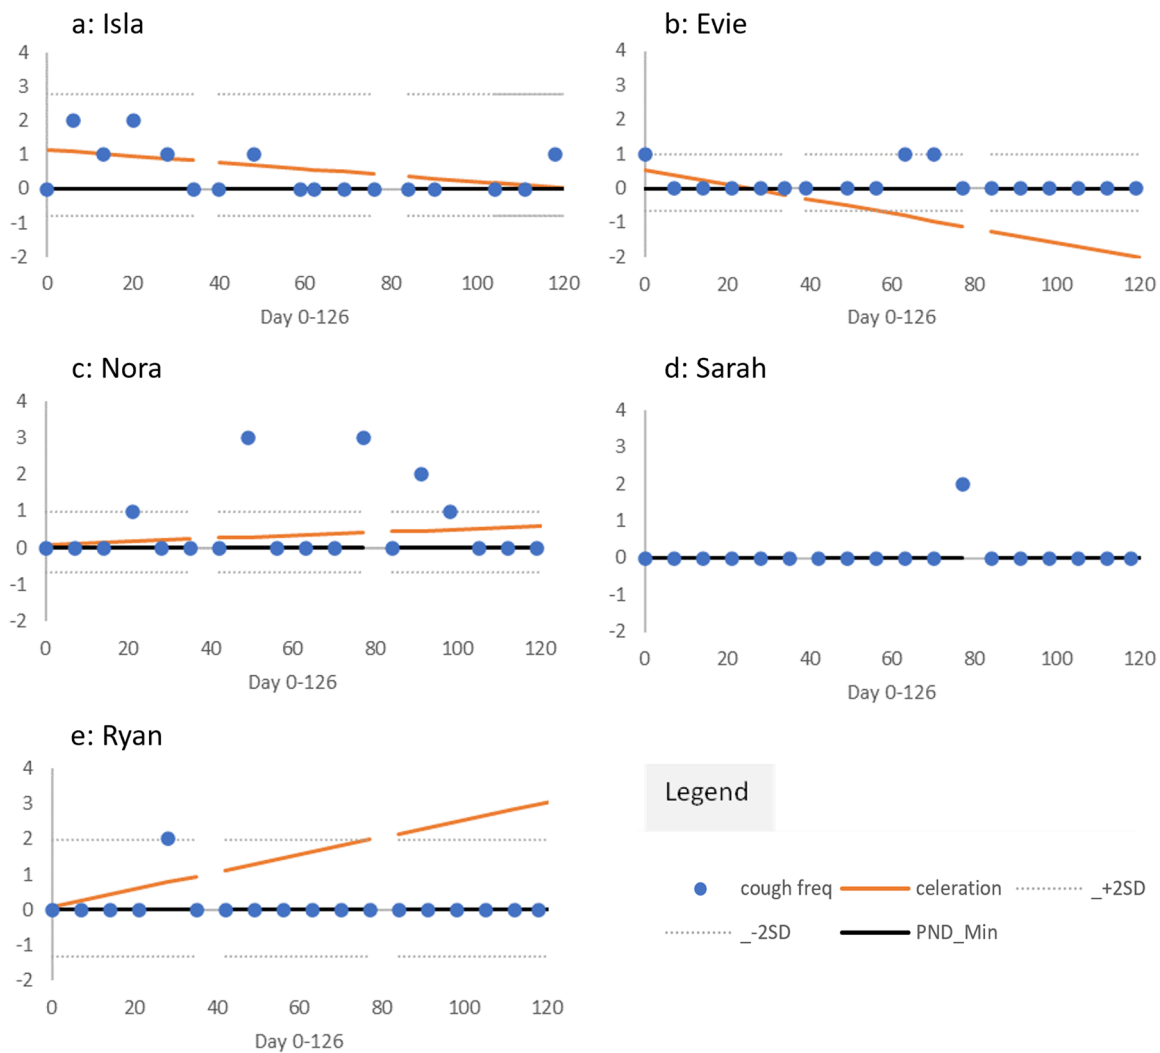 a: Isla
4
3
2
1
0
-1
-2
0 20 40 60 80 100 120
Day 0-126
b: Evie
4
3
2
1
0
-1
-2
0 20 40 60 80 100 120
Day 0-126
c: Nora
4
3
2
1
0
-1
-2
0 20 40 60 80 100 120
Day 0-126
d: Sarah
4
3
2
1
0
-1
-2
0 20 40 60 80 100 120
Day 0-126
e: Ryan
4
3
2
1
0
-1
-2
0 20 40 60 80 100 120
Day 0-126
Legend
cough freq celeration _+2SD
_-2SD PND_Min